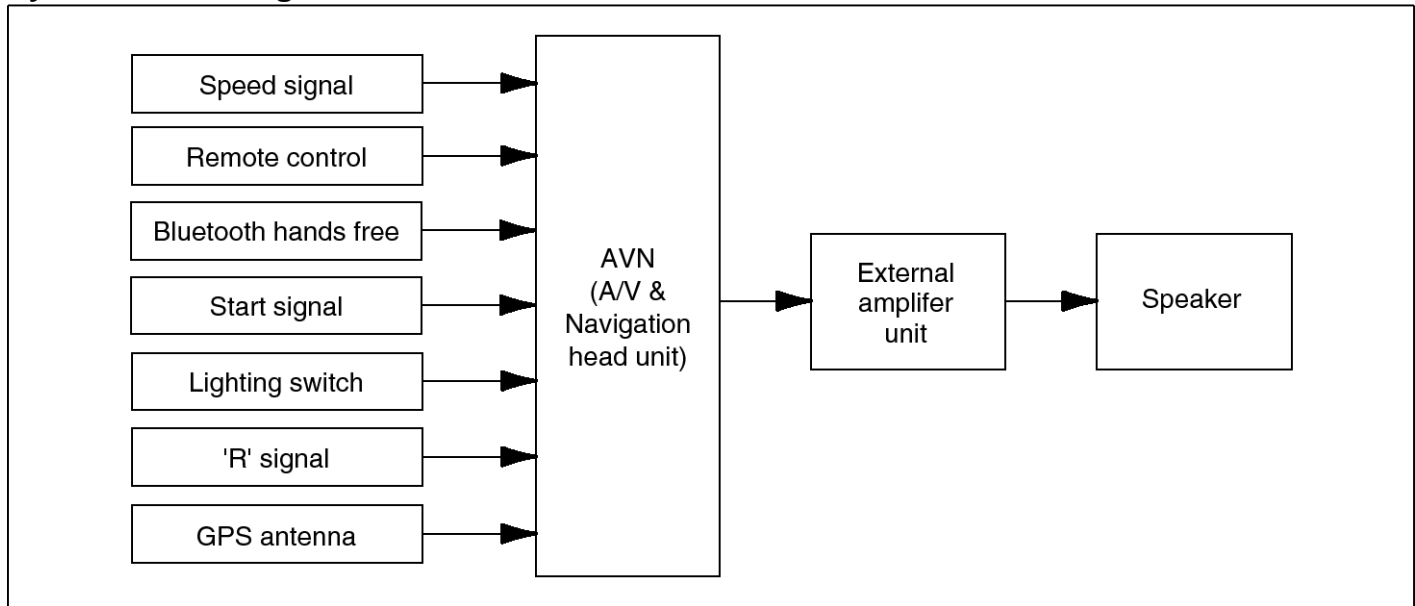 Speed signal
Remote control
Bluetooth hands free
Start signal
Lighting switch
'R' signal
GPS antenna
AVN
(A/V &
Navigation
head unit)
External
amplifer
unit
Speaker